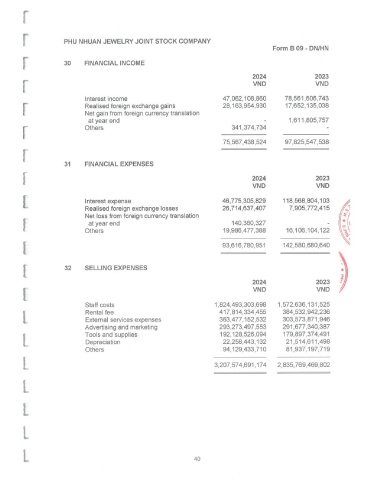 PHU NHUAN JEWELRY JOINT STOCK COMPANY
Form B 09 - DN/HN
30 FINANCIAL INCOME
2024 2023
VND VND
Interest income 47,062,108,860 78,561,806,743
Realised foreign exchange gains 28,163,954,930 17,652,135,038
Net gain from foreign currency translation
at year end - 1,611,605,757
Others 341,374,734 -
75,567,438,524 97,825,547,538
31 FINANCIAL EXPENSES
2024 2023
VND VND
Interest expense 46,775,305,829 118,568,804,103
Realised foreign exchange losses 26,714,637,407 7,905,772,415
Net loss from foreign currency translation
at year end 140,360,327 -
Others 19,986,477,388 16,106,104,122
93,616,780,951 142,580,680,640
32 SELLING EXPENSES
2024 2023
VND VND
Staff costs 1,824,493,303,698 1,572,636,131,525
Rental fee 417,814,334,455 384,532,942,236
External services expenses 363,477,152,532 303,573,871,946
Advertising and marketing 293,273,497,553 291,677,340,387
Tools and supplies 192,128,528,094 179,897,374,491
Depreciation 22,258,443,132 21,514,611,498
Others 94,129,433,710 81,937,197,719
3,207,574,691,174 2,835,769,469,802
40